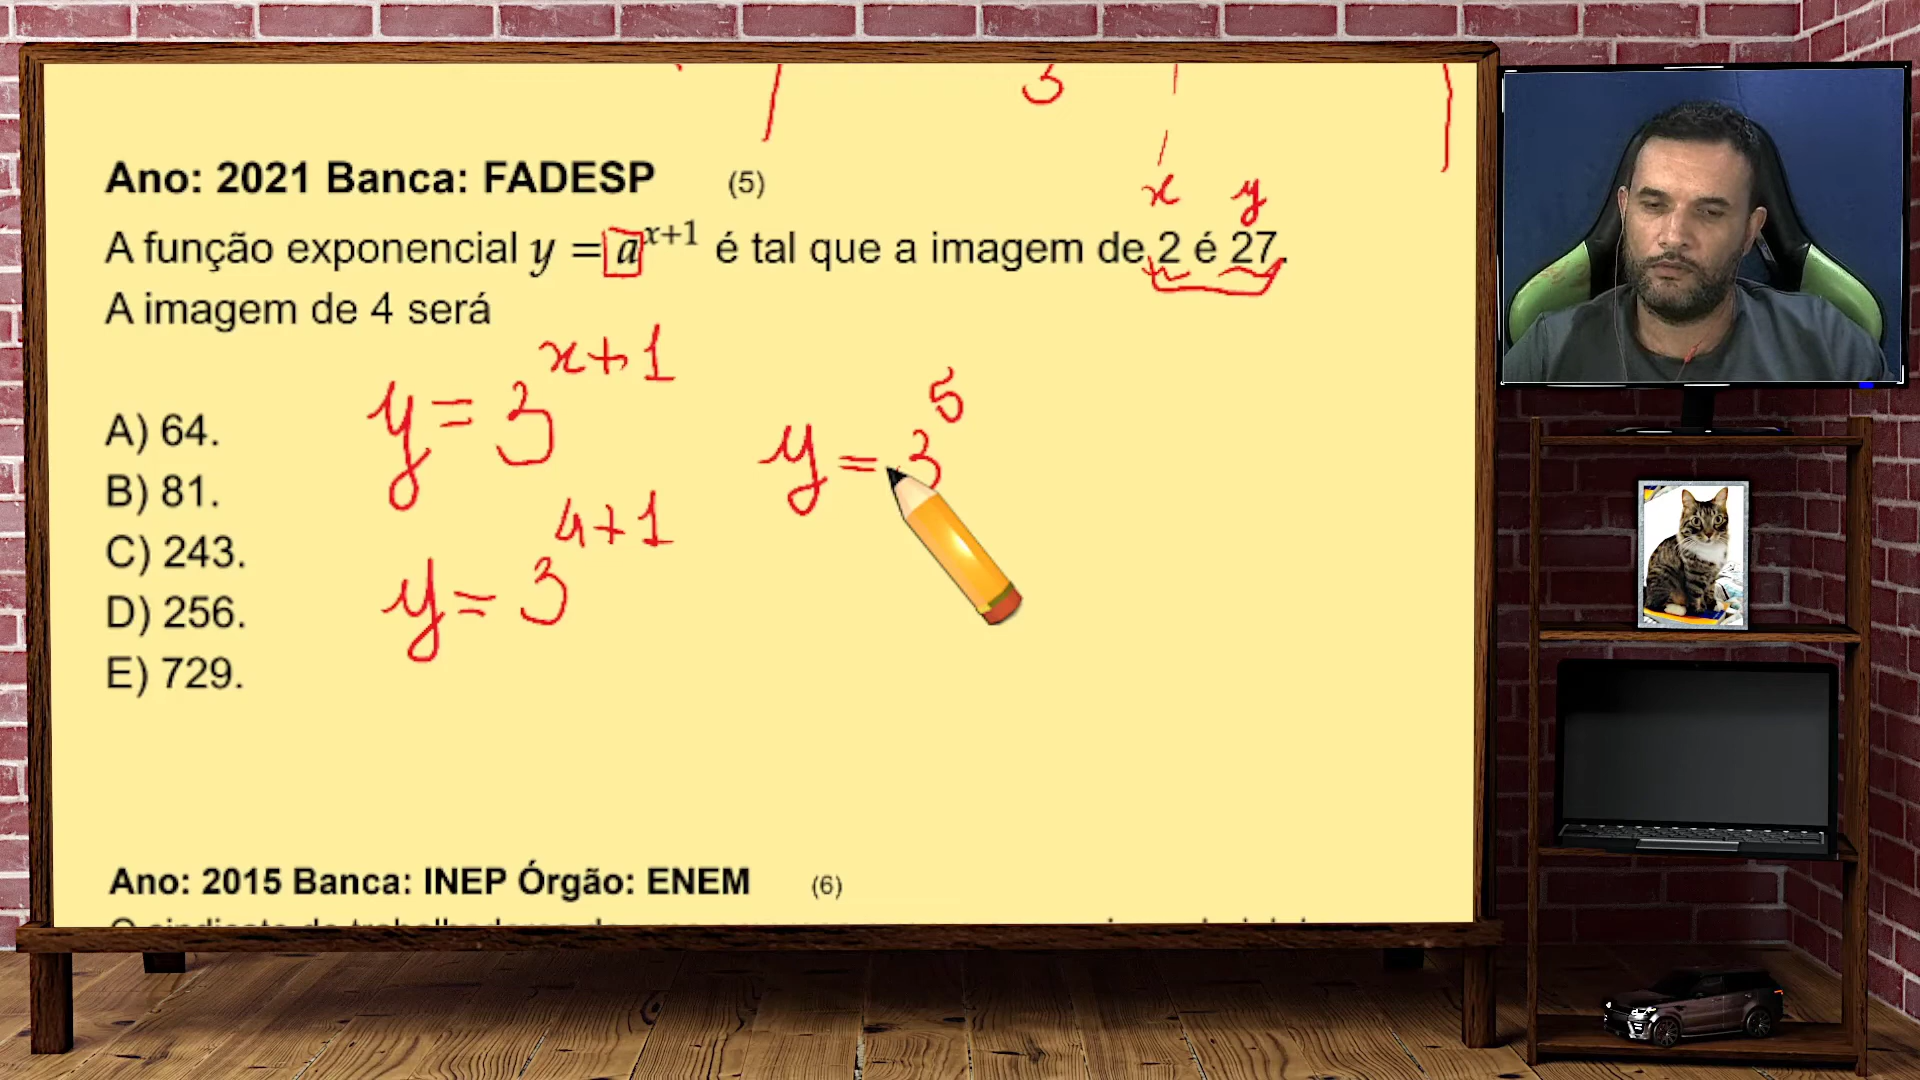 3
Ano: 2021 Banca: FADESP (5)
x y
A função exponencial y = a^{x+1} é tal que a imagem de 2 é 27.
A imagem de 4 será
y = 3^{x+1}
y = 3^5
A) 64.
B) 81.
C) 243.
D) 256.
E) 729.
y = 3^{4+1}
Ano: 2015 Banca: INEP Órgão: ENEM (6)